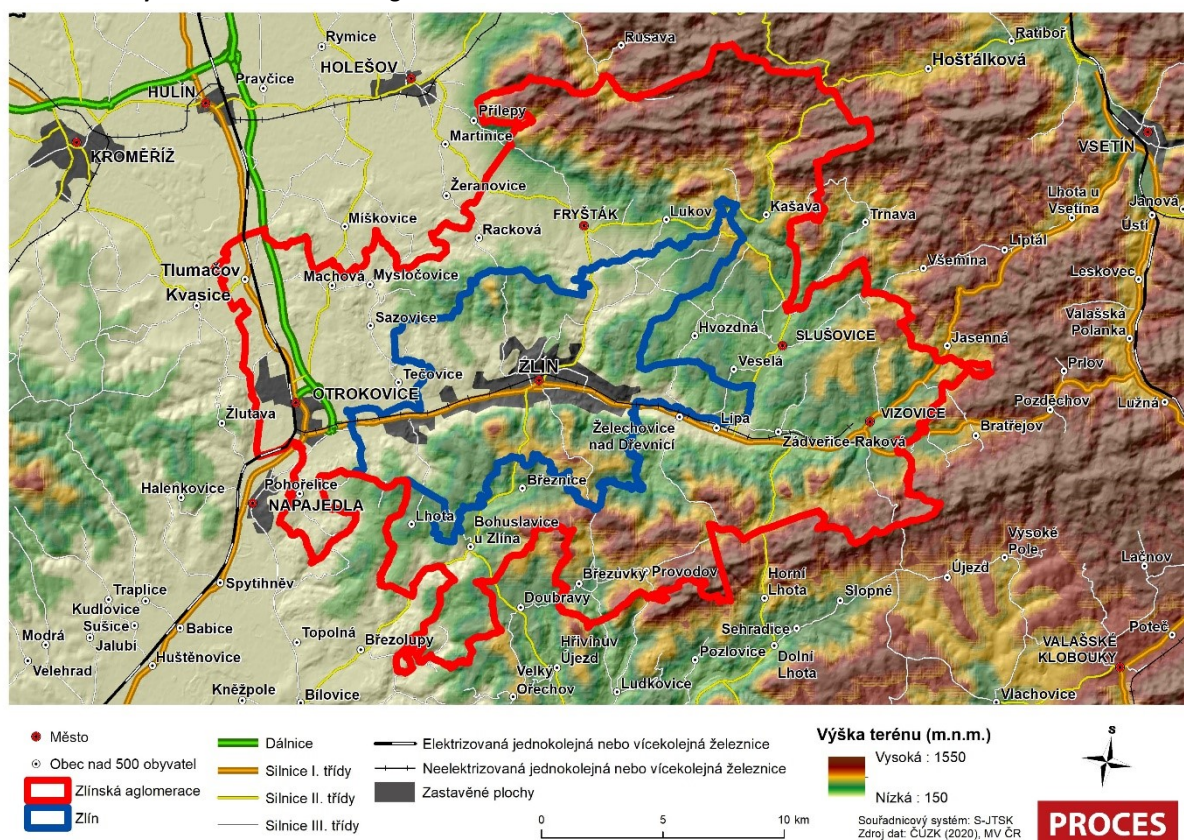 Rymice
Rusava
Ratiboř
HOLEŠOV
Hošťálková
Pravčice
HULÍN
Přílepy
Martinice
KROMĚŘÍŽ
VSETÍN
Žeranovice
Lhota u
Vsetína
Janová
Miškovice
FRYŠTÁK
Lukov
Kašava
Trnava
Ústí
Racková
Liptál
Tlumačov
Machová
Mysločovice
Všemina
Leskovec
Kvasice
Sazovice
Hvozdná
SLUŠOVICE
Valašská
Polanka
Jasenná
Veselá
Prlov
ZLÍN
Tečovice
OTROKOVICE
Žlutava
Želechovice
nad Dřevnicí
Lípa
VIZOVICE
Pozděchov
Lužná
Zádveřice-Raková
Bratřejov
Halenkovice
Pohořelice
NAPAJEDLA
Březnice
Lhota
Bohuslavice
u Zlína
Vysoké
Pole
Lačnov
Spytihněv
Březůvky
Provodov
Horní
Lhota
Újezd
Traplice
Kudlovice
Sušice
Jalubí
Modrá
Velehrad
Babice
Topolná
Březolupy
Doubravy
Slopné
Sehradice
Poteč
Hřivínův
Újezd
Pozlovice
Dolní
Lhota
VALAŠSKÉ
KLOBOUKY
Huštěnovice
Velký
Ořechov
Ludkovice
Vlachovice
Kněžpole
Bílovice
Město
Obec nad 500 obyvatel
Zlínská aglomerace
Zlín
Dálnice
Silnice I. třídy
Silnice II. třídy
Silnice III. třídy
Elektrizovaná jednokolejná nebo vícekolejná železnice
Neelektrizovaná jednokolejná nebo vícekolejná železnice
Zastavěné plochy
0 5 10 km
Výška terénu (m.n.m.)
Vysoká : 1550
Nízká : 150
S
Souřadnicový systém: S-JTSK
Zdroj dat: ČÚZK (2020), MV ČR
PROCES